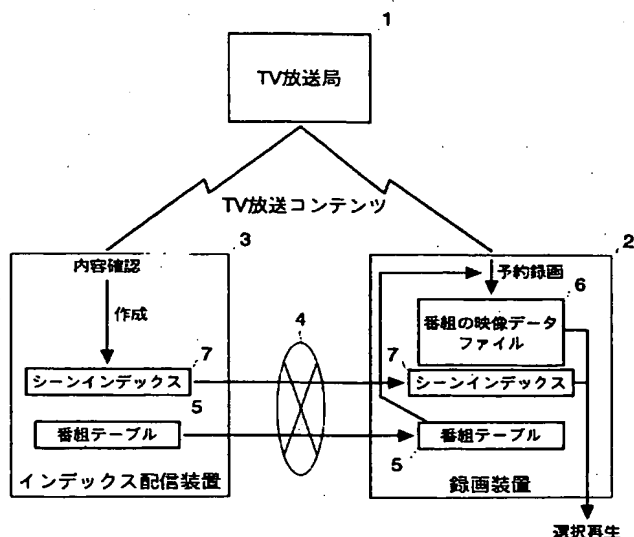 1
TV放送局
TV放送コンテンツ
3
2
内容確認
予約録画
作成
6
4
番組の映像データ
ファイル
7
7
シーンインデックス
シーンインデックス
5
番組テーブル
番組テーブル
5
インデックス配信装置
録画装置
選択再生